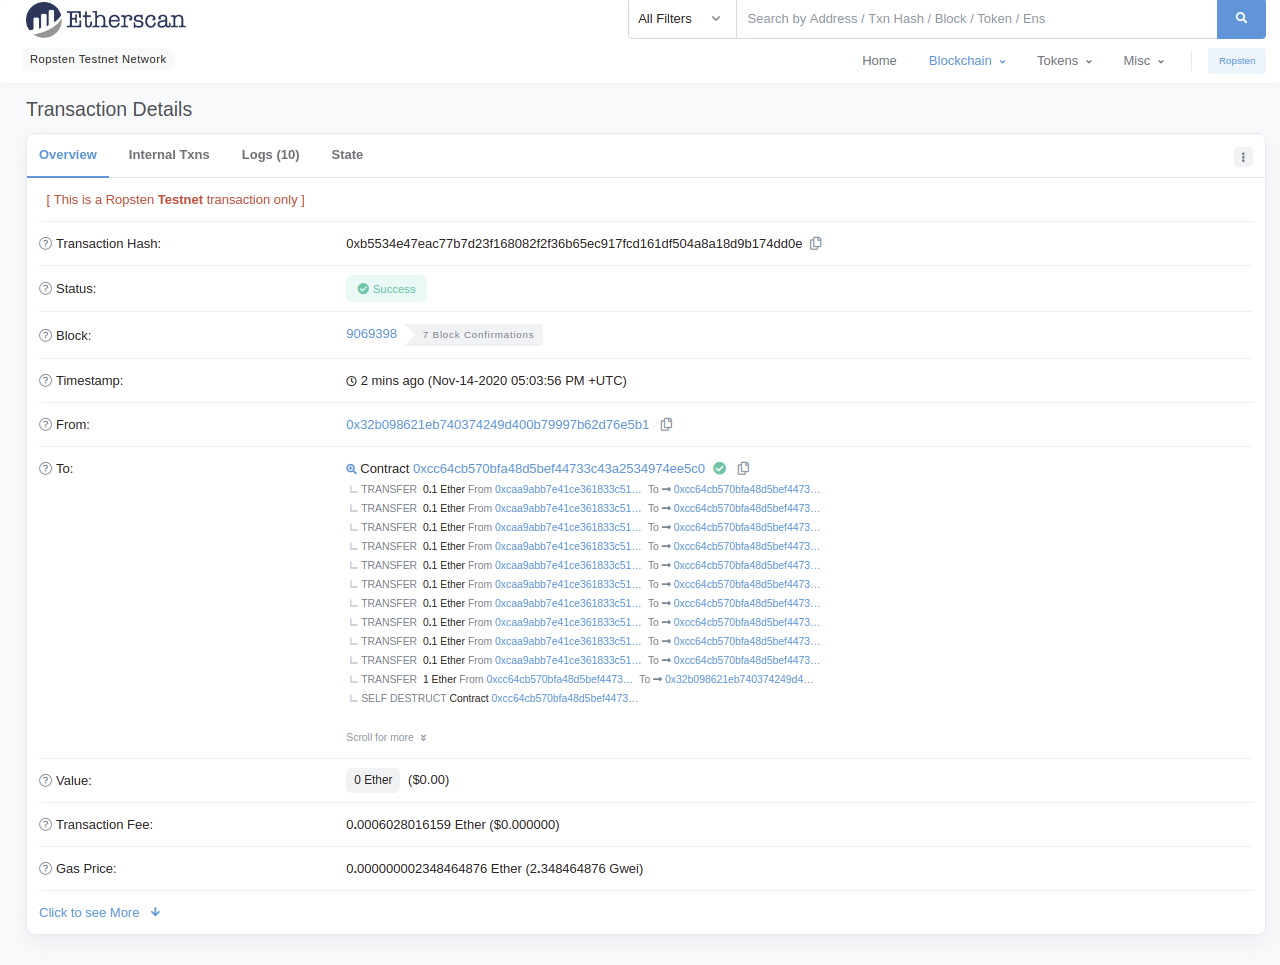 Etherscan
All Filters Search by Address / Txn Hash / Block / Token / Ens
Ropsten Testnet Network
Home Blockchain Tokens Misc Ropsten
Transaction Details
Overview Internal Txns Logs (10) State
[ This is a Ropsten Testnet transaction only ]
Transaction Hash: 0xb5534e47eac77b7d23f168082f2f36b65ec917fcd161df504a8a18d9b174dd0e
Status: Success
Block: 9069398 7 Block Confirmations
Timestamp: 2 mins ago (Nov-14-2020 05:03:56 PM +UTC)
From: 0x32b098621eb740374249d400b79997b62d76e5b1
To: Contract 0xcc64cb570bfa48d5bef44733c43a2534974ee5c0
TRANSFER 0.1 Ether From 0xcaa9abb7e41ce361833c51... To 0xcc64cb570bfa48d5bef4473...
TRANSFER 0.1 Ether From 0xcaa9abb7e41ce361833c51... To 0xcc64cb570bfa48d5bef4473...
TRANSFER 0.1 Ether From 0xcaa9abb7e41ce361833c51... To 0xcc64cb570bfa48d5bef4473...
TRANSFER 0.1 Ether From 0xcaa9abb7e41ce361833c51... To 0xcc64cb570bfa48d5bef4473...
TRANSFER 0.1 Ether From 0xcaa9abb7e41ce361833c51... To 0xcc64cb570bfa48d5bef4473...
TRANSFER 0.1 Ether From 0xcaa9abb7e41ce361833c51... To 0xcc64cb570bfa48d5bef4473...
TRANSFER 0.1 Ether From 0xcaa9abb7e41ce361833c51... To 0xcc64cb570bfa48d5bef4473...
TRANSFER 0.1 Ether From 0xcaa9abb7e41ce361833c51... To 0xcc64cb570bfa48d5bef4473...
TRANSFER 0.1 Ether From 0xcaa9abb7e41ce361833c51... To 0xcc64cb570bfa48d5bef4473...
TRANSFER 0.1 Ether From 0xcaa9abb7e41ce361833c51... To 0xcc64cb570bfa48d5bef4473...
TRANSFER 1 Ether From 0xcc64cb570bfa48d5bef4473... To 0x32b098621eb740374249d4...
SELF DESTRUCT Contract 0xcc64cb570bfa48d5bef4473...
Scroll for more
Value: 0 Ether ($0.00)
Transaction Fee: 0.0006028016159 Ether ($0.000000)
Gas Price: 0.000000002348464876 Ether (2.348464876 Gwei)
Click to see More